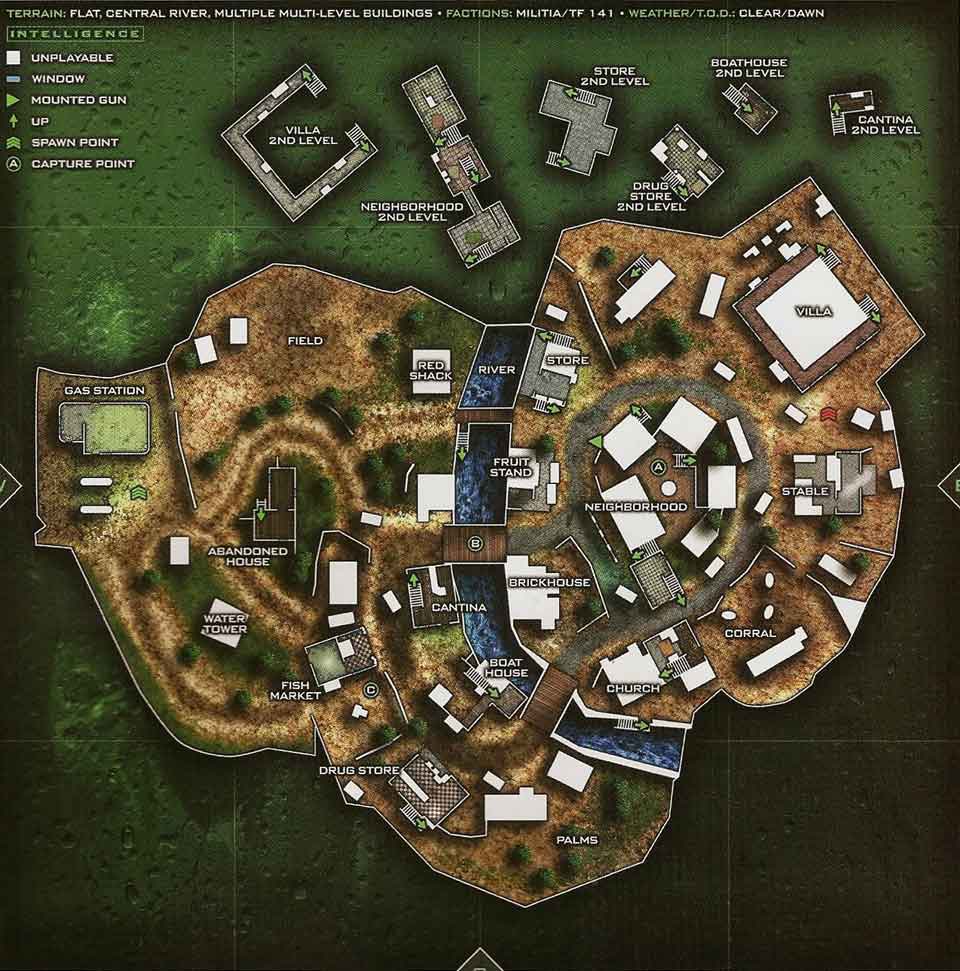 TERRAIN: FLAT, CENTRAL RIVER, MULTIPLE MULTI-LEVEL BUILDINGS • FACTIONS: MILITIA/TF 141 • WEATHER/T.O.D.: CLEAR/DAWN
INTELLIGENCE
UNPLAYABLE
WINDOW
MOUNTED GUN
UP
SPAWN POINT
A CAPTURE POINT
VILLA
2ND LEVEL
NEIGHBORHOOD
2ND LEVEL
STORE
2ND LEVEL
DRUG
STORE
2ND LEVEL
BOATHOUSE
2ND LEVEL
CANTINA
2ND LEVEL
VILLA
FIELD
RED
SHACK
RIVER
STORE
GAS STATION
FRUIT
STAND
A
NEIGHBORHOOD
STABLE
ABANDONED
HOUSE
B
BRICKHOUSE
CANTINA
WATER
TOWER
CORRAL
BOAT
HOUSE
CHURCH
FISH
MARKET
C
DRUG STORE
PALMS